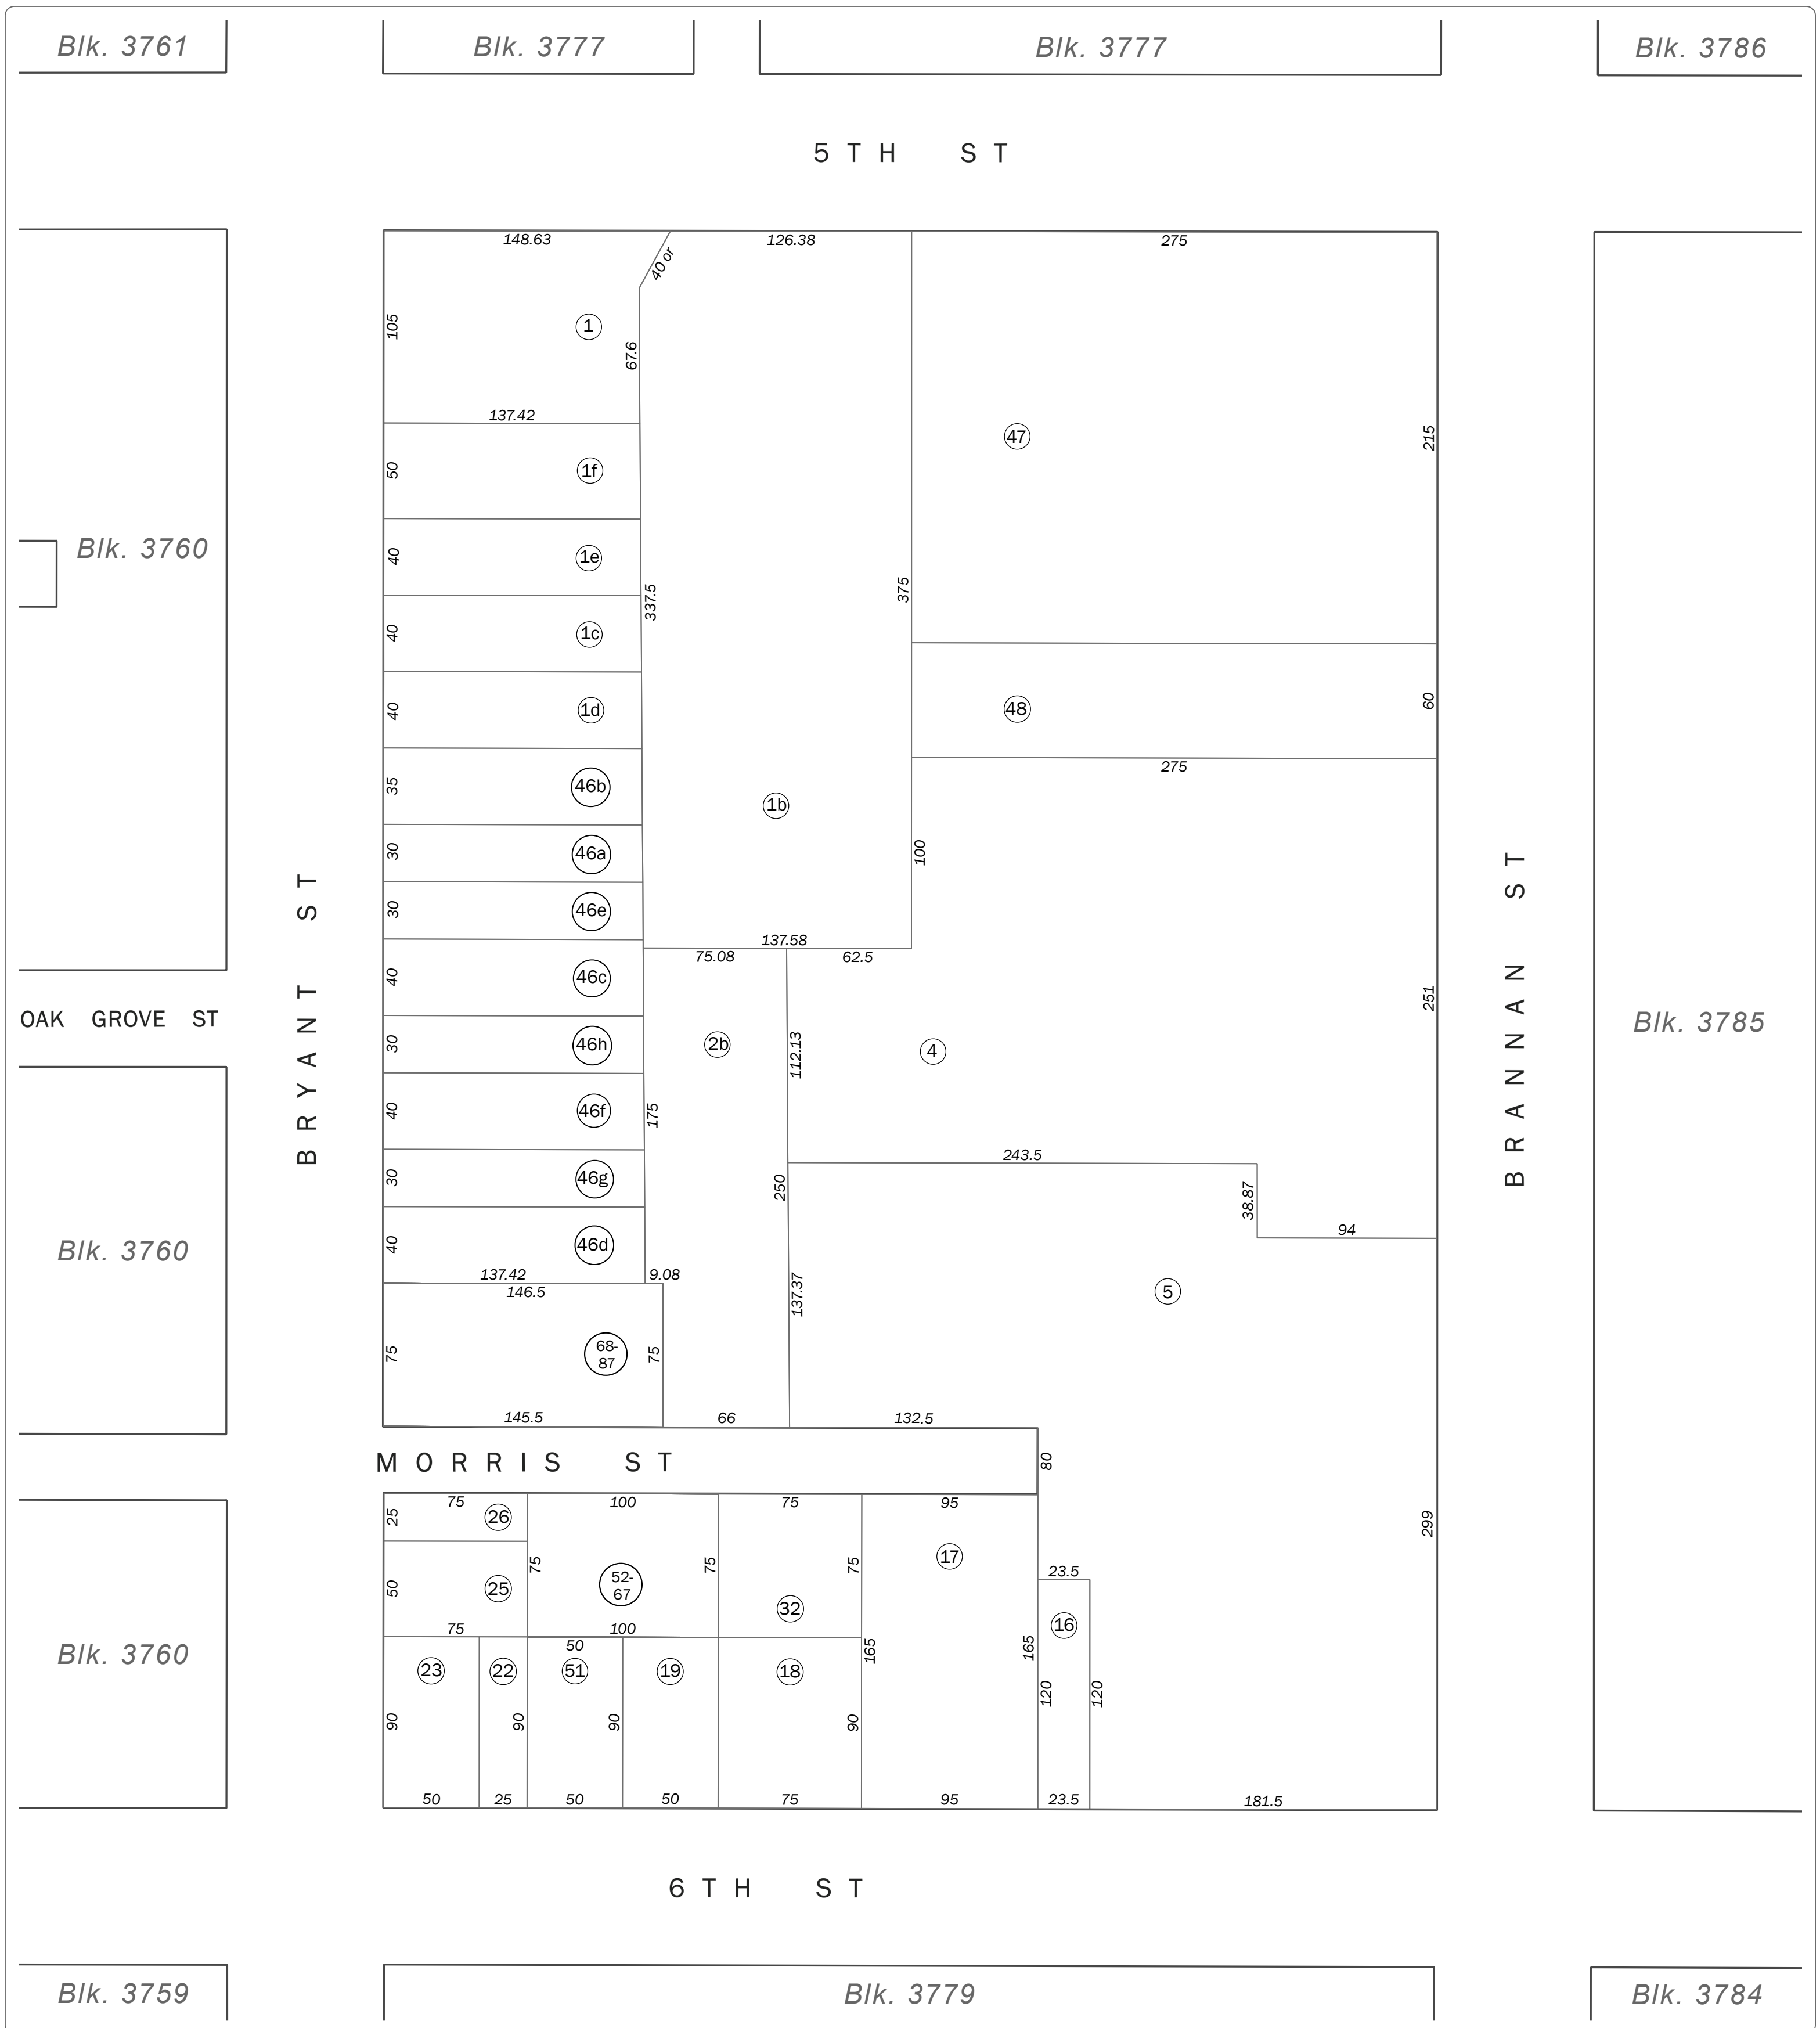 Blk. 3761
Blk. 3777
Blk. 3777
Blk. 3786
5TH ST
148.63
126.38
275
40 or
105
1
67.6
137.42
47
215
50
1f
Blk. 3760
40
1e
337.5
375
40
1c
40
1d
48
60
275
35
46b
1b
30
46a
100
30
46e
137.58
75.08
62.5
40
46c
251
OAK GROVE ST
BRYANT ST
BRANNAN ST
Blk. 3785
30
46h
2b
112.13
4
40
46f
175
243.5
30
46g
250
38.87
94
Blk. 3760
40
46d
137.42
9.08
146.5
137.37
5
75
68-
87
75
145.5
66
132.5
MORRIS ST
80
75
100
75
95
25
26
299
75
75
75
17
50
25
52-
67
32
23.5
16
75
100
50
165
165
Blk. 3760
23
22
51
19
18
120
120
90
90
90
90
50
25
50
50
75
95
23.5
181.5
6TH ST
Blk. 3759
Blk. 3779
Blk. 3784